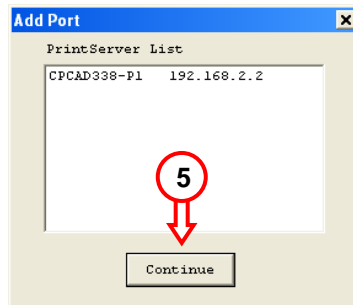 Add Port
PrintServer List
CPCAD338-P1 192.168.2.2
5
Continue